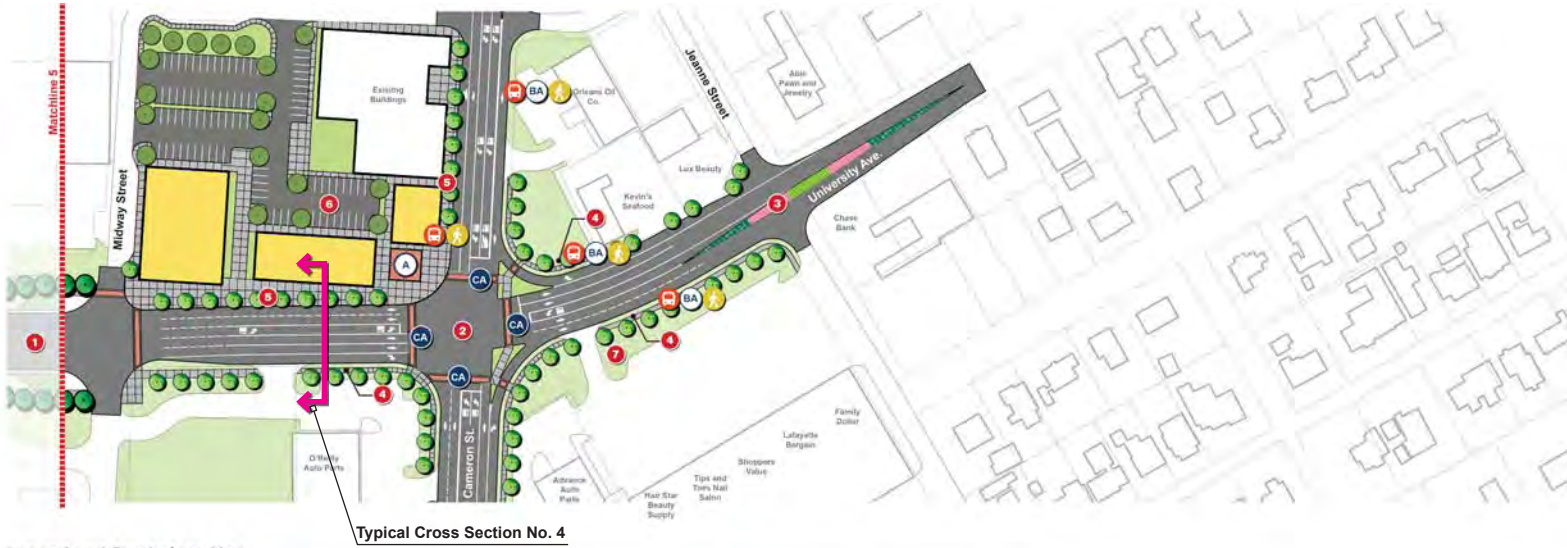 Matchline 5
Midway Street
Existing
Buildings
BA
Orleans Oil
Co.
Jeanne Street
Able
Pawn and
Jewelry
Lux Beauty
University Ave.
5
6
3
Kevin's
Seafood
4
Chave
Bank
BA
A
CA
5
BA
1
CA
2
CA
4
7
CA
4
O'Reilly
Auto Parts
Cameron St.
Advance
Auto
Parts
Hair Star
Beauty
Supply
Tips and
Toes Nail
Salon
Shoppers
Value
Lafayette
Bargain
Family
Doller
Typical Cross Section No. 4